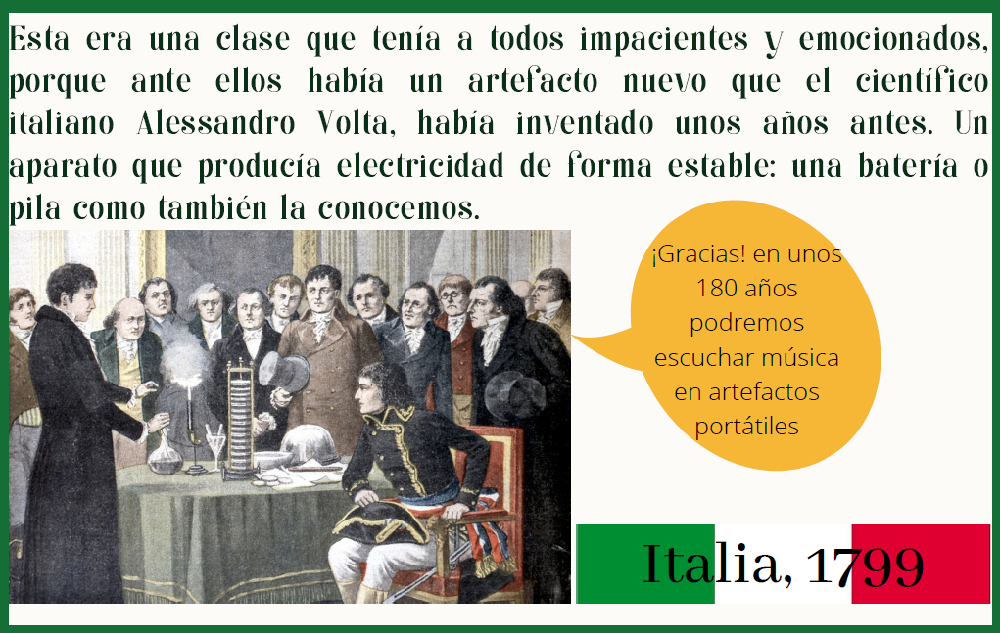 Esta era una clase que tenía a todos impacientes y emocionados,
porque ante ellos había un artefacto nuevo que el científico
italiano Alessandro Volta, había inventado unos años antes. Un
aparato que producía electricidad de forma estable: una batería o
pila como también la conocemos.
¡Gracias! en unos
180 años
podremos
escuchar música
en artefactos
portátiles
Italia, 1799